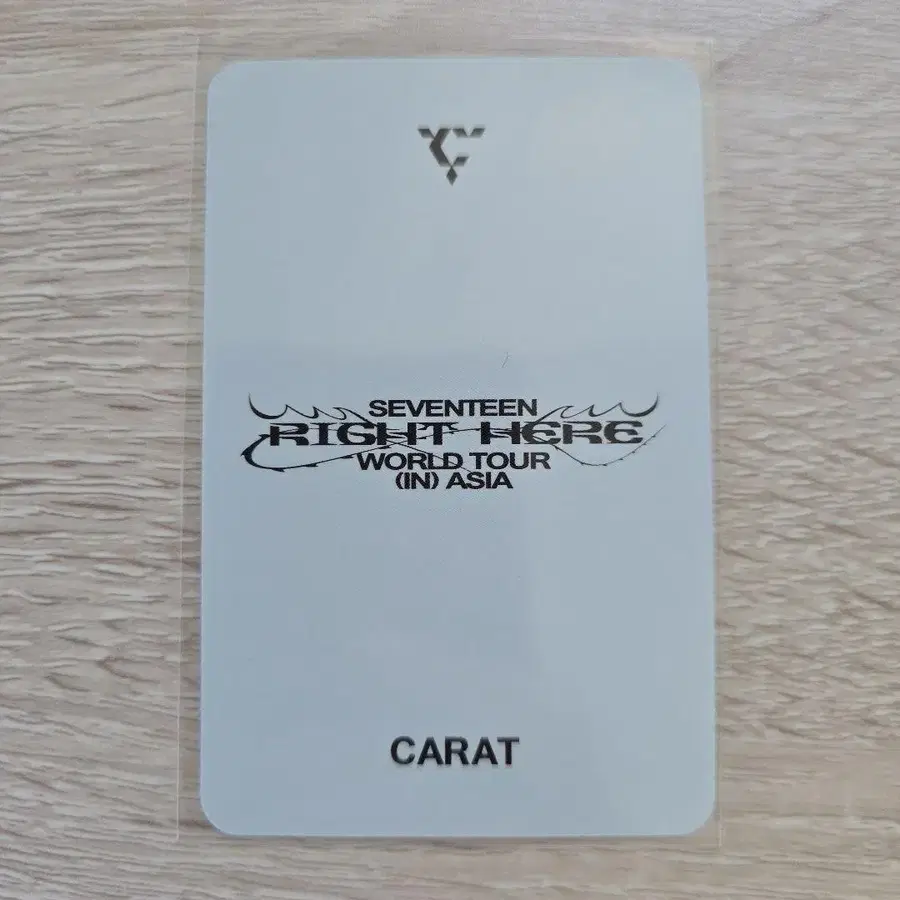 SEVENTEEN
RIGHT HERE
WORLD TOUR
(IN) ASIA
CARAT